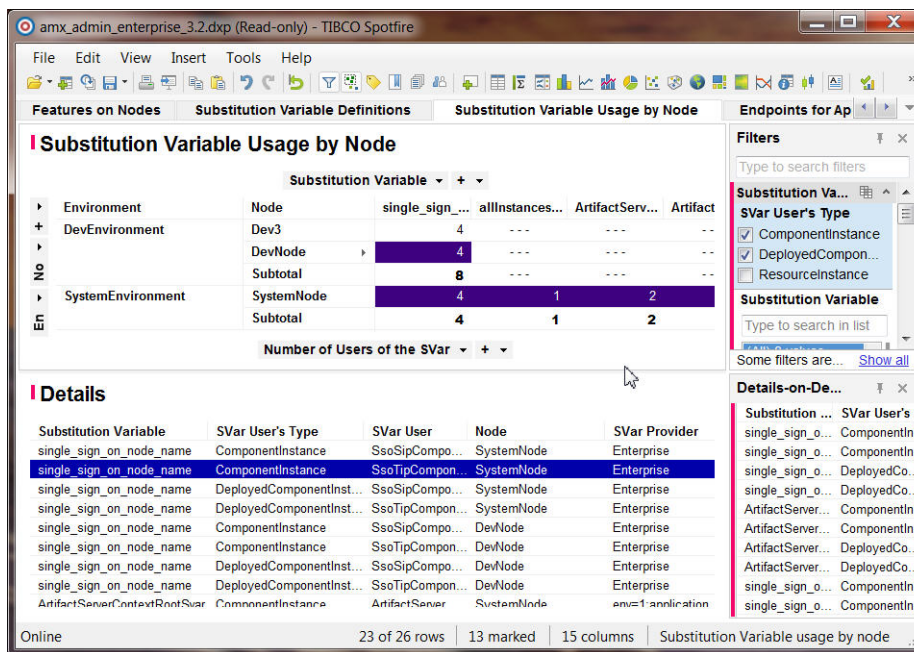 amx_admin_enterprise_3.2.dxp (Read-only) - TIBCO Spotfire
File Edit View Insert Tools Help
Features on Nodes Substitution Variable Definitions Substitution Variable Usage by Node Endpoints for Ap
Substitution Variable Usage by Node
Substitution Variable
Environment Node single_sign_... allInstances... ArtifactServ... Artifact
DevEnvironment Dev3 4 - - - - - - - -
DevNode 4 - - - - - - - -
Subtotal 8 - - - - - - - -
SystemEnvironment SystemNode 4 1 2
Subtotal 4 1 2
No
En
Number of Users of the SVar
Details
Substitution Variable SVar User's Type SVar User Node SVar Provider
single_sign_on_node_name ComponentInstance SsoSipCompo... SystemNode Enterprise
single_sign_on_node_name ComponentInstance SsoTipCompon... SystemNode Enterprise
single_sign_on_node_name DeployedComponentInst... SsoSipCompo... SystemNode Enterprise
single_sign_on_node_name DeployedComponentInst... SsoTipCompon... SystemNode Enterprise
single_sign_on_node_name ComponentInstance SsoSipCompo... DevNode Enterprise
single_sign_on_node_name ComponentInstance SsoTipCompon... DevNode Enterprise
single_sign_on_node_name DeployedComponentInst... SsoSipCompo... DevNode Enterprise
single_sign_on_node_name DeployedComponentInst... SsoTipCompon... DevNode Enterprise
ArtifactServerContextRootSvar ComponentInstance ArtifactServer SystemNode env=1;application
Filters
Type to search filters
Substitution Va...
SVar User's Type
ComponentInstance
DeployedCompon...
ResourceInstance
Substitution Variable
Type to search in list
Some filters are... Show all
Details-on-De...
Substitution ... SVar User's
single_sign_o... ComponentIn
single_sign_o... ComponentIn
single_sign_o... DeployedCo...
single_sign_o... DeployedCo...
ArtifactServer... ComponentIn
ArtifactServer... ComponentIn
ArtifactServer... DeployedCo...
ArtifactServer... DeployedCo...
single_sign_o... ComponentIn
single_sign_o... ComponentIn
Online 23 of 26 rows 13 marked 15 columns Substitution Variable usage by node